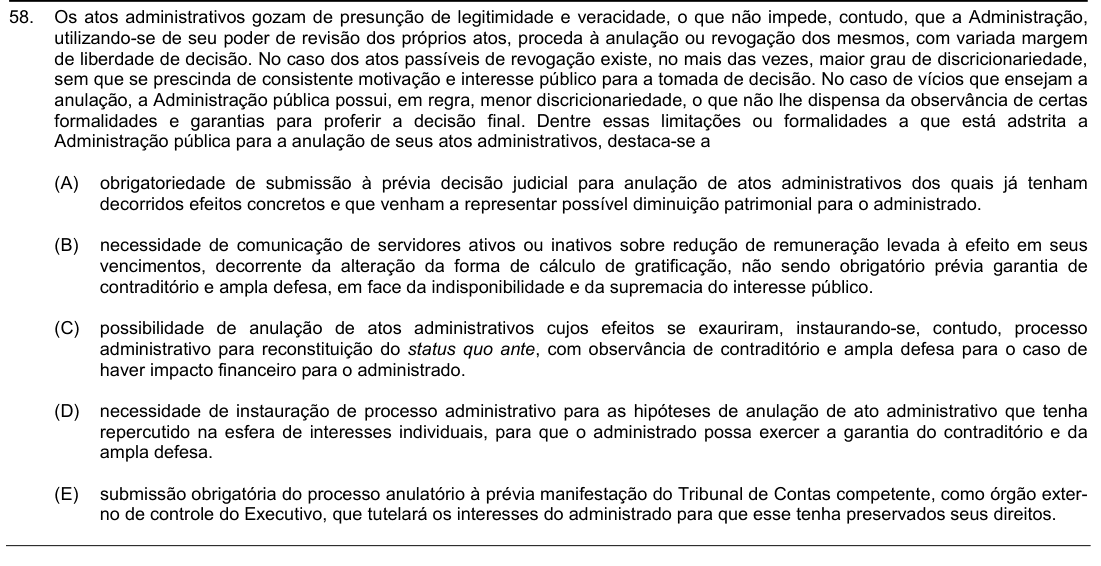 58. Os atos administrativos gozam de presunção de legitimidade e veracidade, o que não impede, contudo, que a Administração,
utilizando-se de seu poder de revisão dos próprios atos, proceda à anulação ou revogação dos mesmos, com variada margem
de liberdade de decisão. No caso dos atos passíveis de revogação existe, no mais das vezes, maior grau de discricionariedade,
sem que se prescinda de consistente motivação e interesse público para a tomada de decisão. No caso de vícios que ensejam a
anulação, a Administração pública possui, em regra, menor discricionariedade, o que não lhe dispensa da observância de certas
formalidades e garantias para proferir a decisão final. Dentre essas limitações ou formalidades a que está adstrita a
Administração pública para a anulação de seus atos administrativos, destaca-se a
(A) obrigatoriedade de submissão à prévia decisão judicial para anulação de atos administrativos dos quais já tenham
decorridos efeitos concretos e que venham a representar possível diminuição patrimonial para o administrado.
(B) necessidade de comunicação de servidores ativos ou inativos sobre redução de remuneração levada à efeito em seus
vencimentos, decorrente da alteração da forma de cálculo de gratificação, não sendo obrigatório prévia garantia de
contraditório e ampla defesa, em face da indisponibilidade e da supremacia do interesse público.
(C) possibilidade de anulação de atos administrativos cujos efeitos se exauriram, instaurando-se, contudo, processo
administrativo para reconstituição do status quo ante, com observância de contraditório e ampla defesa para o caso de
haver impacto financeiro para o administrado.
(D) necessidade de instauração de processo administrativo para as hipóteses de anulação de ato administrativo que tenha
repercutido na esfera de interesses individuais, para que o administrado possa exercer a garantia do contraditório e da
ampla defesa.
(E) submissão obrigatória do processo anulatório à prévia manifestação do Tribunal de Contas competente, como órgão exter-
no de controle do Executivo, que tutelará os interesses do administrado para que esse tenha preservados seus direitos.